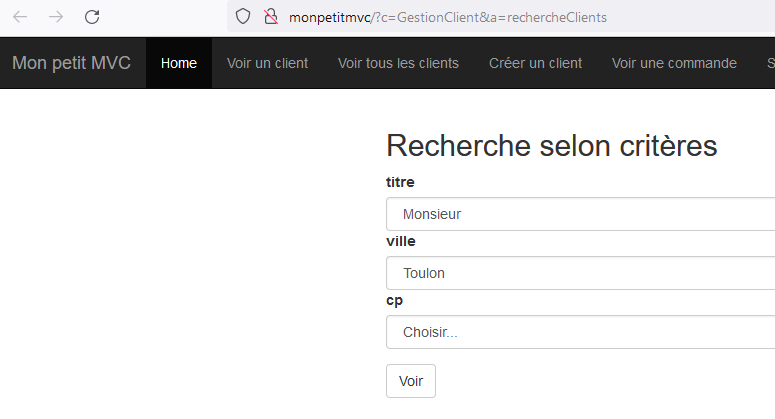 monpetitmvc/?c=GestionClient&a=rechercheClients
Mon petit MVC Home Voir un client Voir tous les clients Créer un client Voir une commande S
Recherche selon critères
titre
Monsieur
ville
Toulon
cp
Choisir...
Voir